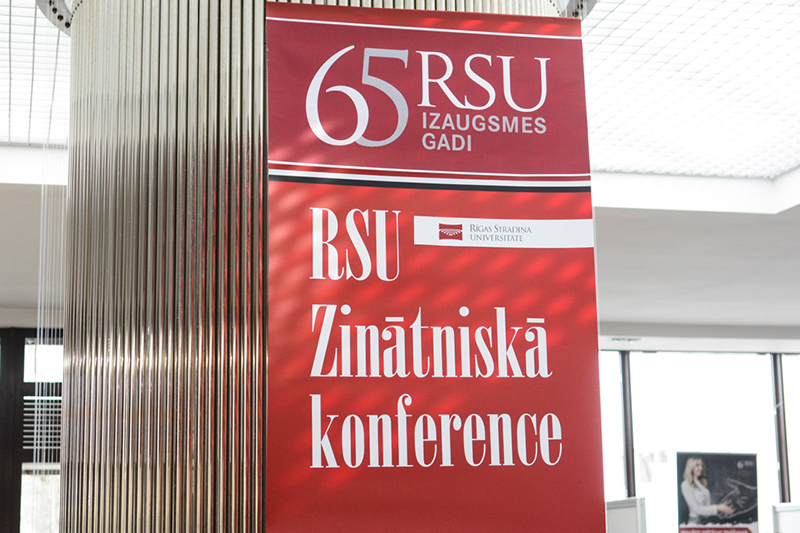 65 RSU
IZAUGSMES
GADI
RSU
RĪGAS STRADIŅA
UNIVERSITĀTE
Zinātniskā
konference